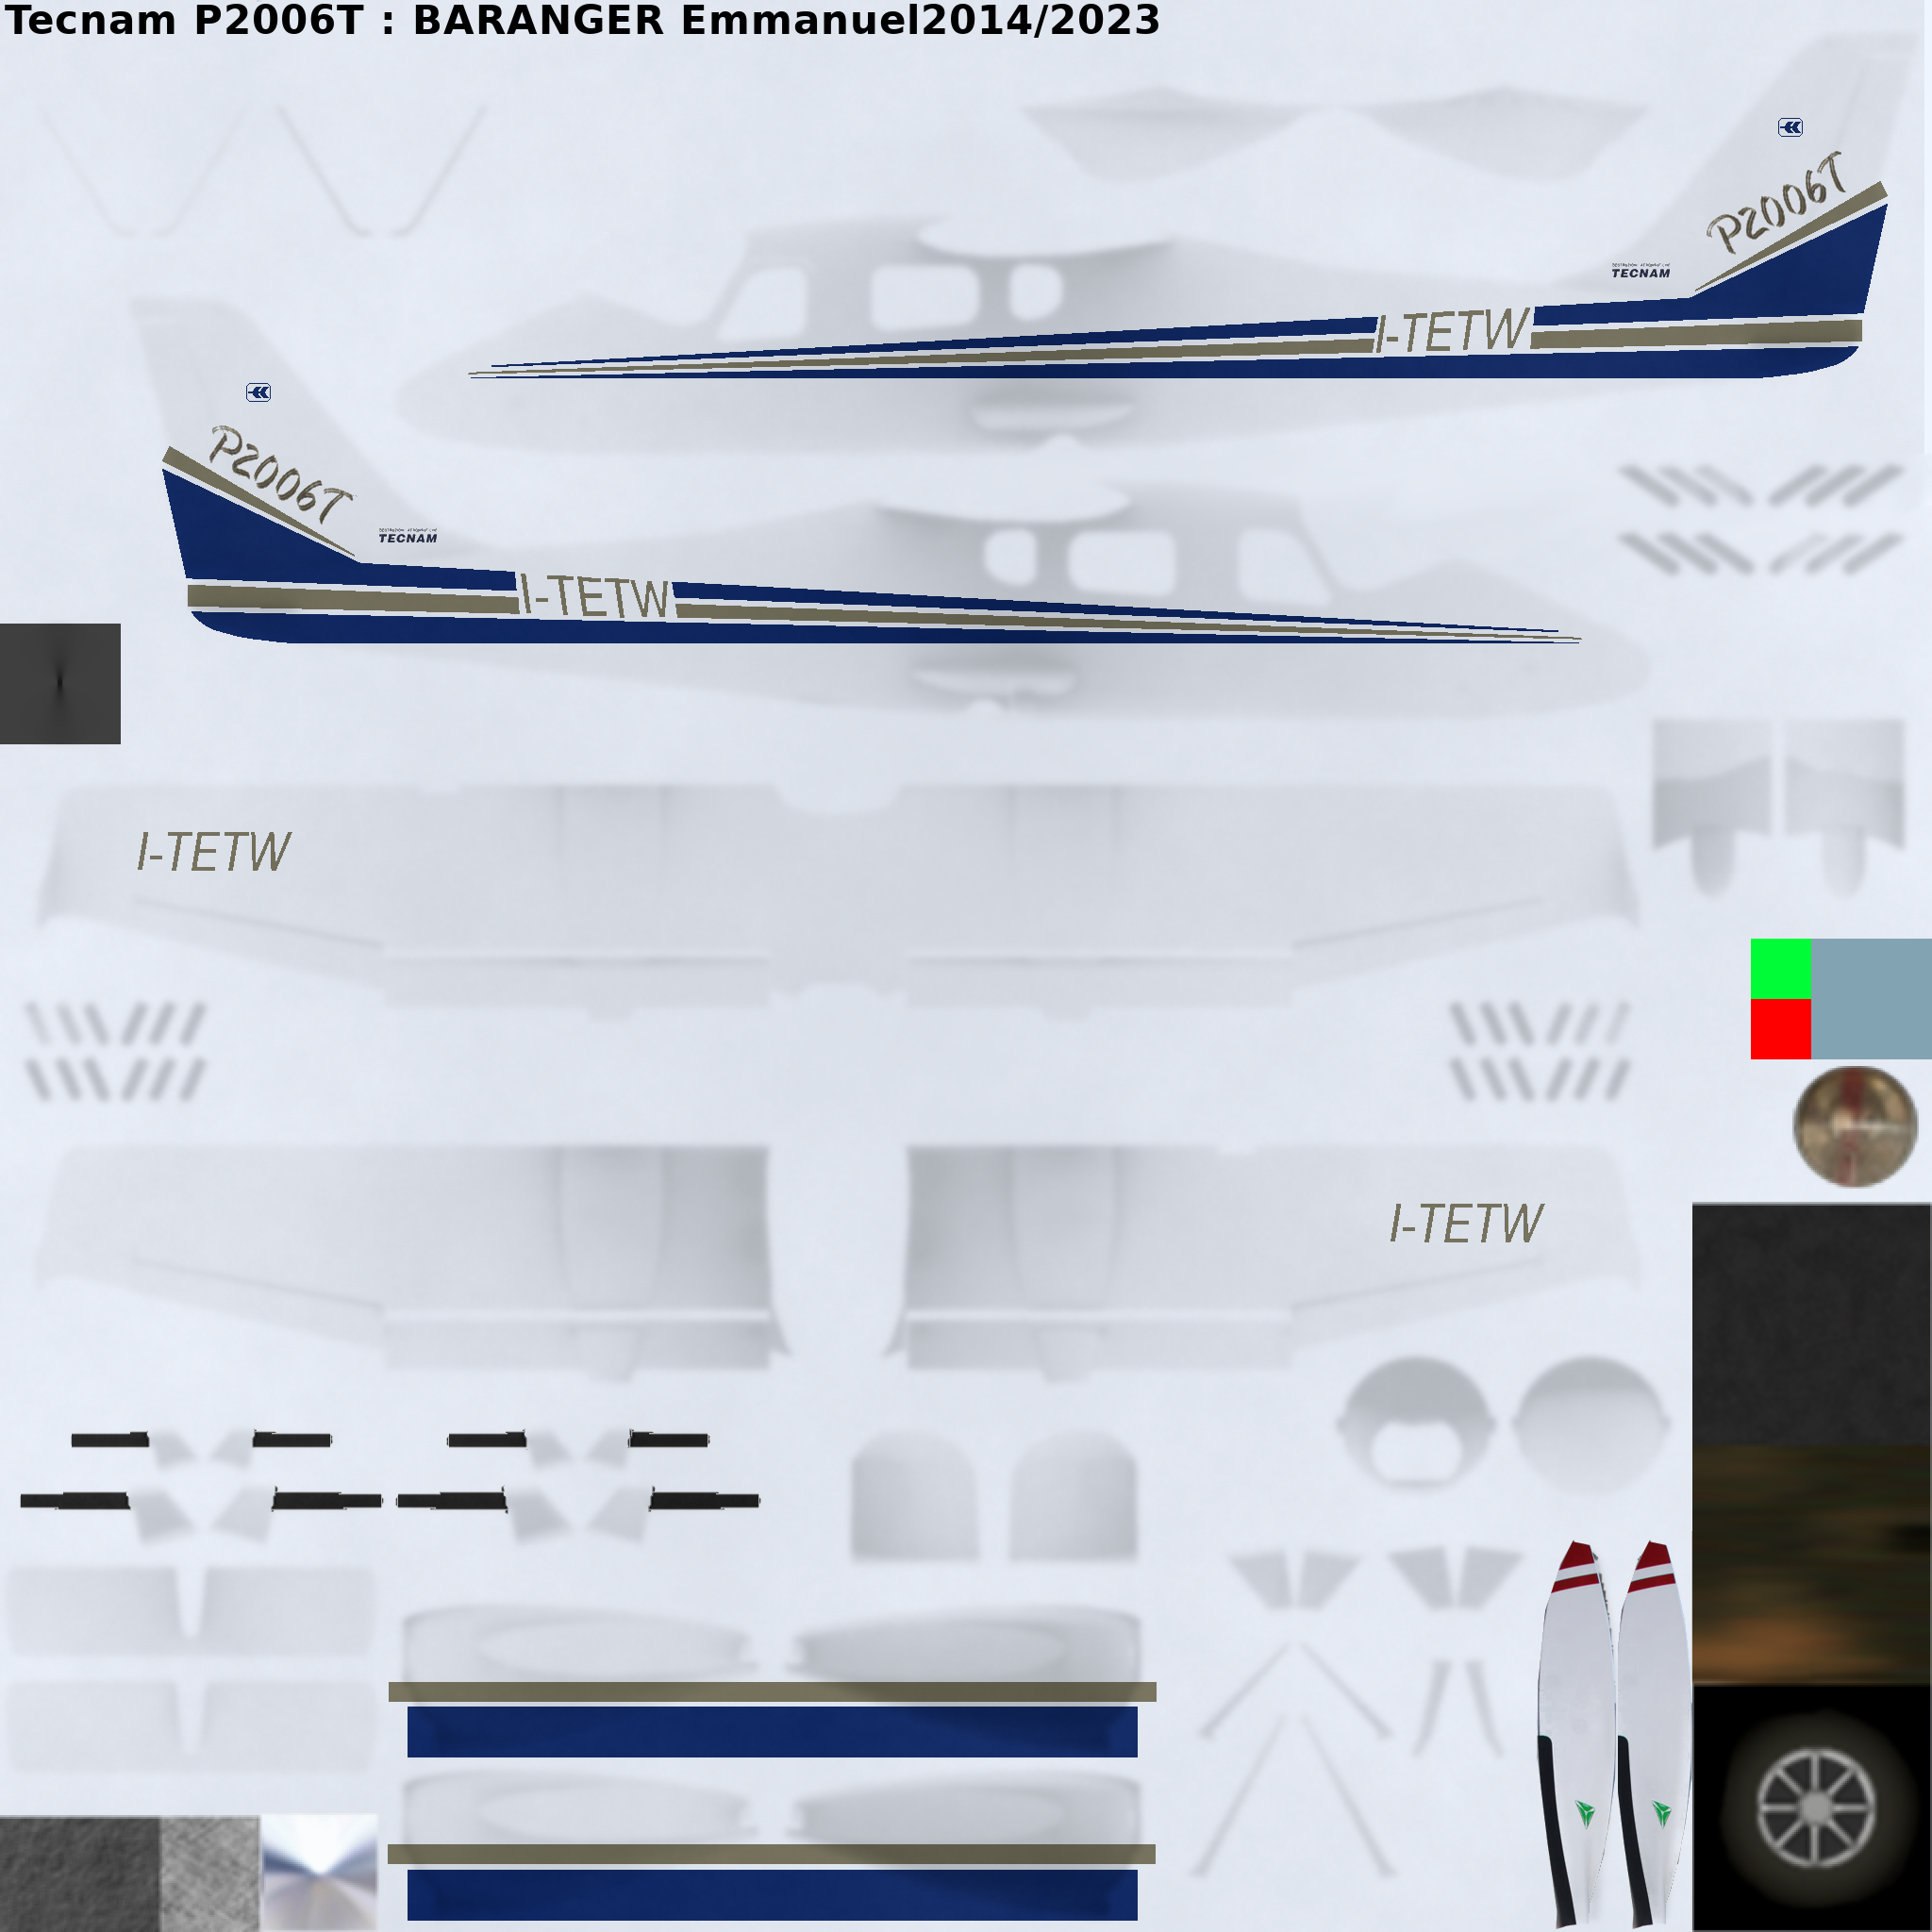 Tecnam P2006T : BARANGER Emmanuel2014/2023
P2006T
TECNAM
I-TETW
P2006T
TECNAM
I-TETW
I-TETW
I-TETW